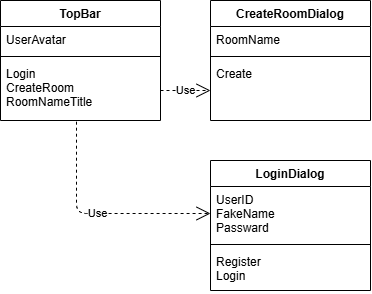 TopBar
UserAvatar
Login
CreateRoom
RoomNameTitle
Use
CreateRoomDialog
RoomName
Create
Use
LoginDialog
UserID
FakeName
Passward
Register
Login